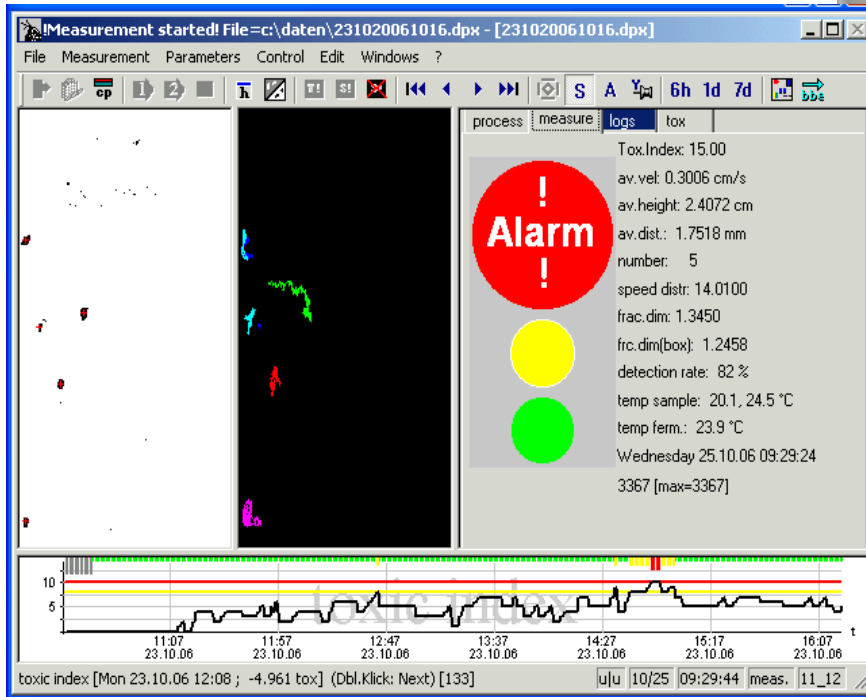 !Measurement started! File=c:\daten\231020061016.dpx - [231020061016.dpx]
File Measurement Parameters Control Edit Windows ?
cp 1 2 h T! S! S A Y 6h 1d 7d bbe
process measure logs tox
Tox.Index: 15.00
! Alarm !
av.vel: 0.3006 cm/s
av.height: 2.4072 cm
av.dist.: 1.7518 mm
number: 5
speed distr: 14.0100
frac.dim: 1.3450
frc.dim(box): 1.2458
detection rate: 82 %
temp sample: 20.1, 24.5 °C
temp ferm.: 23.9 °C
Wednesday 25.10.06 09:29:24
3367 [max=3367]
toxic index
10
5
t
11:07 11:57 12:47 13:37 14:27 15:17 16:07
23.10.06 23.10.06 23.10.06 23.10.06 23.10.06 23.10.06 23.10.06
toxic index [Mon 23.10.06 12:08 ; -4.961 tox] (Dbl.Klick: Next) [133] u|u 10/25 09:29:44 meas. 11_12